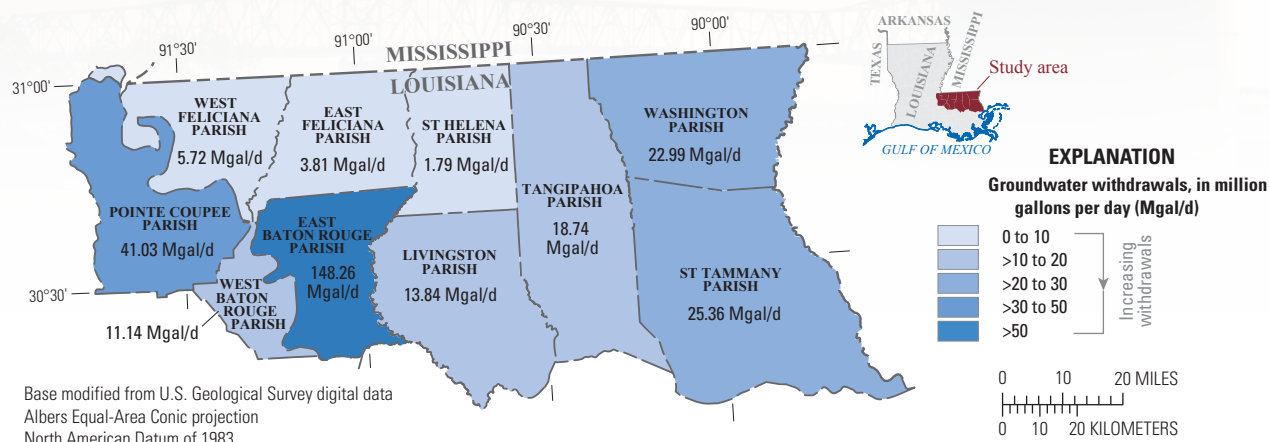 91°30'
91°00'
90°30'
90°00'
31°00'
30°30'
MISSISSIPPI
LOUISIANA
WEST
FELICIANA
PARISH
5.72 Mgal/d
EAST
FELICIANA
PARISH
3.81 Mgal/d
ST HELENA
PARISH
1.79 Mgal/d
WASHINGTON
PARISH
22.99 Mgal/d
TANGIPAHOA
PARISH
18.74
Mgal/d
POINTE COUPEE
PARISH
41.03 Mgal/d
EAST
BATON ROUGE
PARISH
148.26
Mgal/d
LIVINGSTON
PARISH
13.84 Mgal/d
ST TAMMANY
PARISH
25.36 Mgal/d
WEST
BATON
ROUGE
PARISH
11.14 Mgal/d
ARKANSAS
TEXAS
LOUISIANA
MISSISSIPPI
Study area
GULF OF MEXICO
EXPLANATION
Groundwater withdrawals, in million
gallons per day (Mgal/d)
0 to 10
>10 to 20
>20 to 30
>30 to 50
>50
Increasing
withdrawals
0 10 20 MILES
0 10 20 KILOMETERS
Base modified from U.S. Geological Survey digital data
Albers Equal-Area Conic projection
North American Datum of 1983